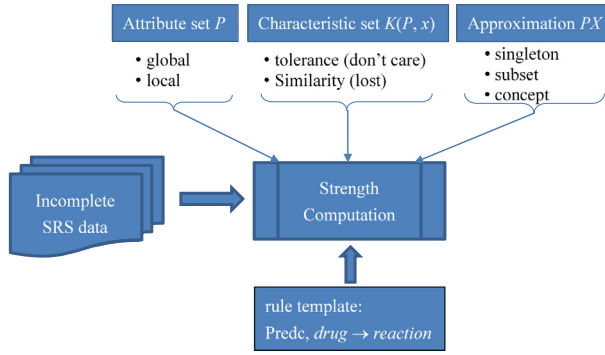 Attribute set P
Characteristic set K(P, x)
Approximation PX
• global
• local
• tolerance (don't care)
• Similarity (lost)
• singleton
• subset
• concept
Incomplete
SRS data
Strength
Computation
rule template:
Predc, drug → reaction